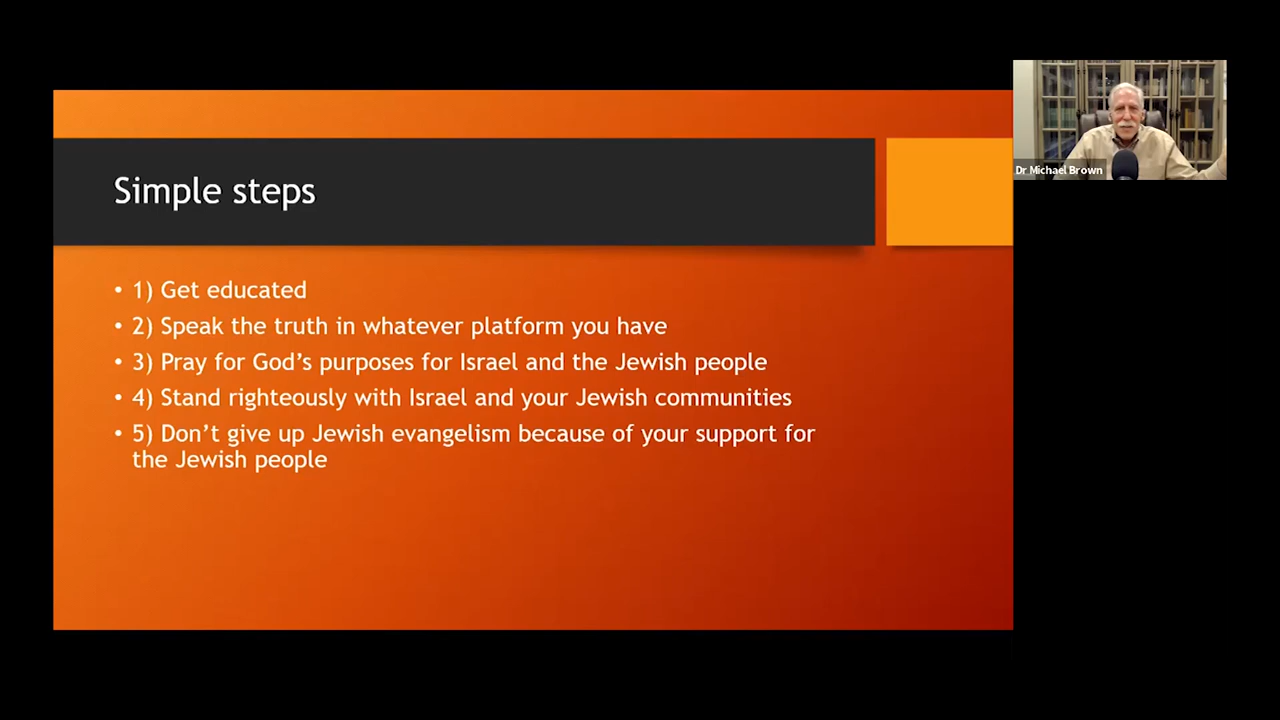 Simple steps
• 1) Get educated
• 2) Speak the truth in whatever platform you have
• 3) Pray for God’s purposes for Israel and the Jewish people
• 4) Stand righteously with Israel and your Jewish communities
• 5) Don’t give up Jewish evangelism because of your support for
the Jewish people
Dr Michael Brown